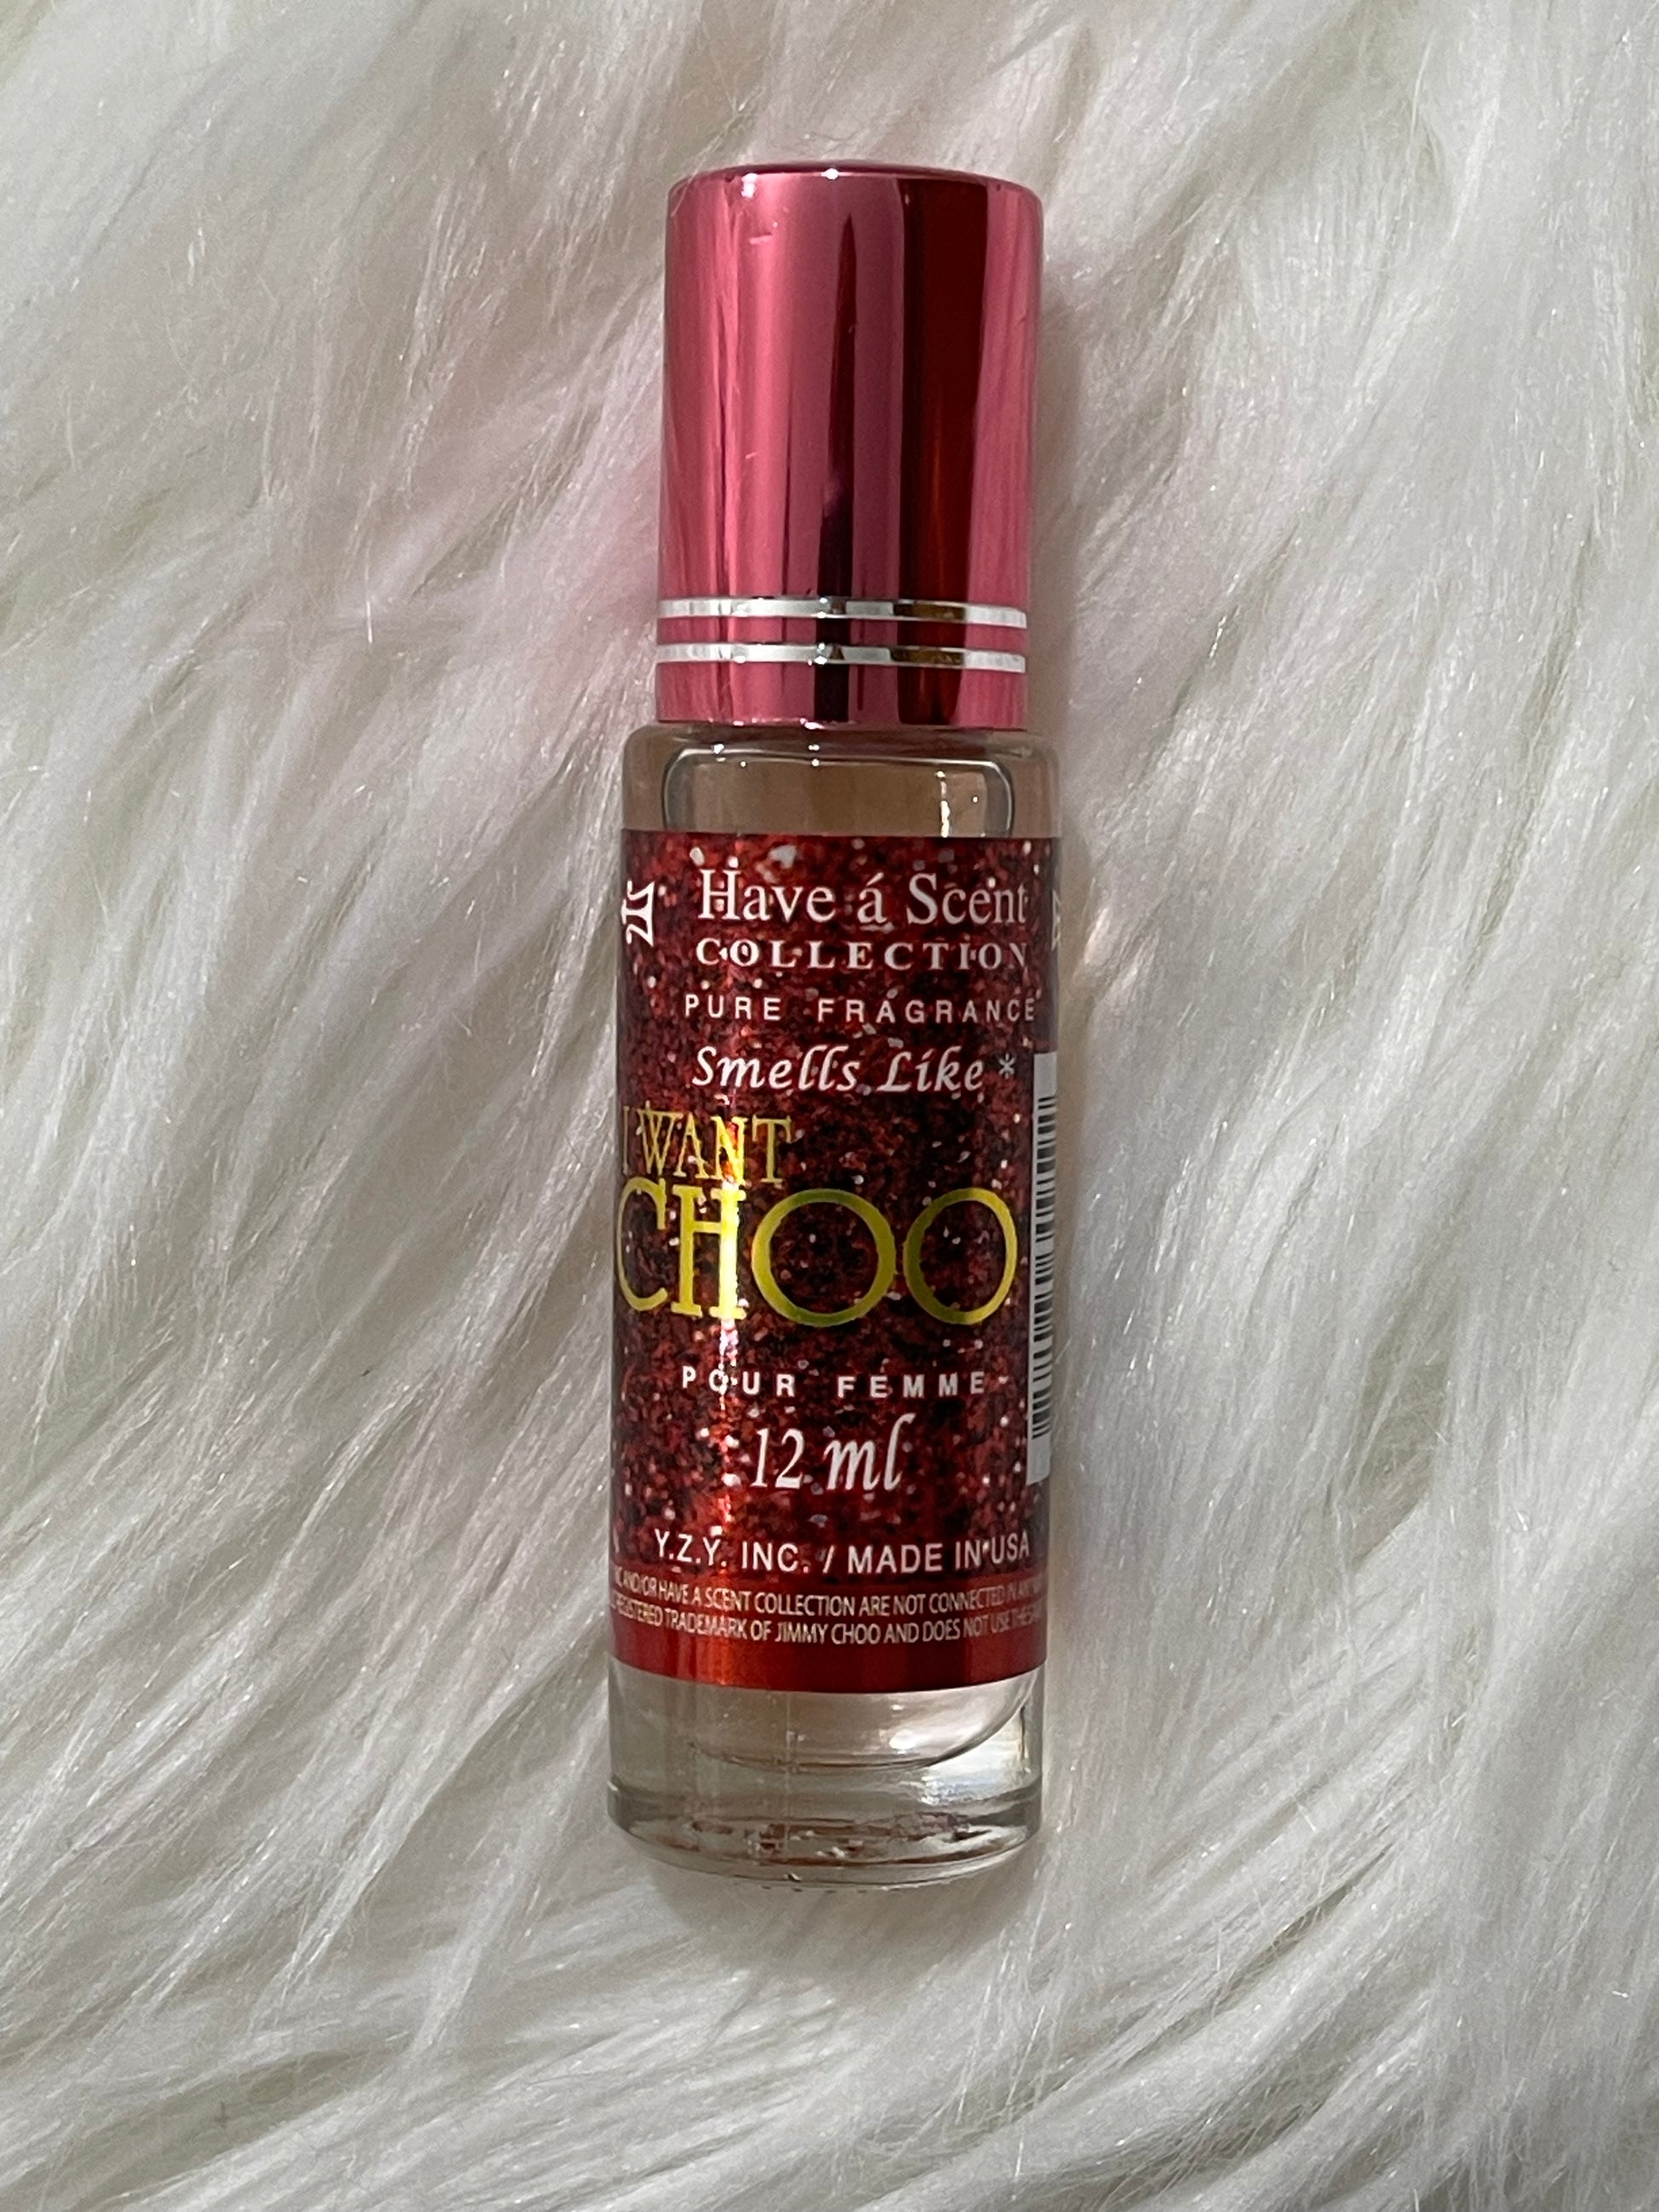 Have á Scent
COLLECTION
PURE FRAGRANCE
Smells Like *
I WANT
CHOO
POUR FEMME
12 ml
Y.Z.Y. INC. / MADE IN USA
AND/OR HAVE A SCENT COLLECTION ARE NOT CONNECTED IN ANY
REGISTERED TRADEMARK OF JIMMY CHOO AND DOES NOT USE THE